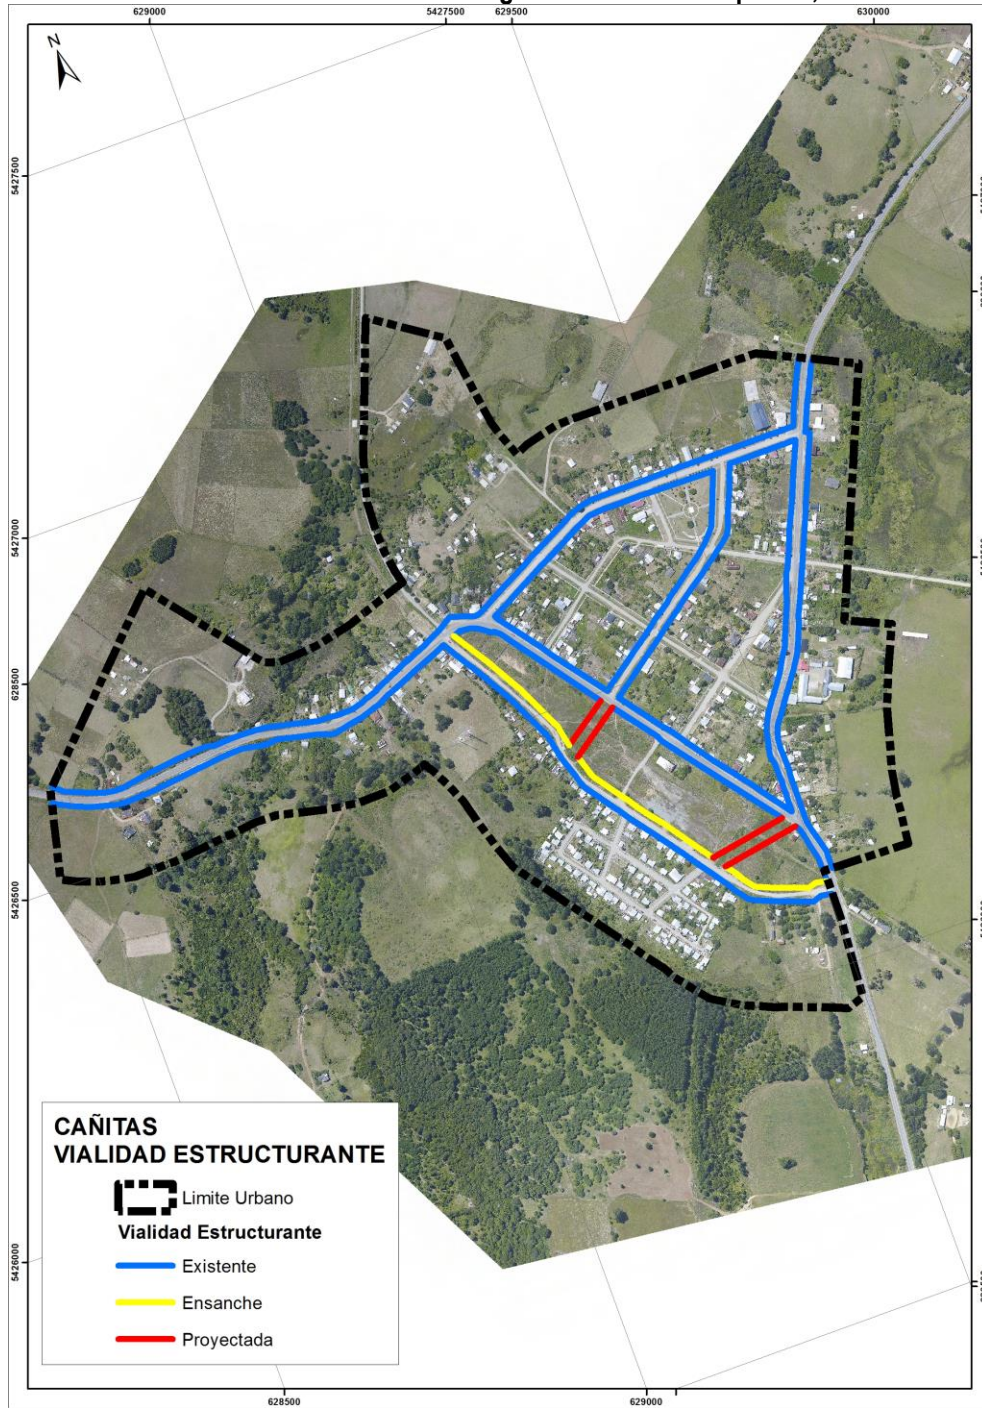 629000
5427500
629500
630000
N
5427500
5427000
628500
5426500
5426000
CAÑITAS
VIALIDAD ESTRUCTURANTE
Limite Urbano
Vialidad Estructurante
Existente
Ensanche
Proyectada
628500
629000